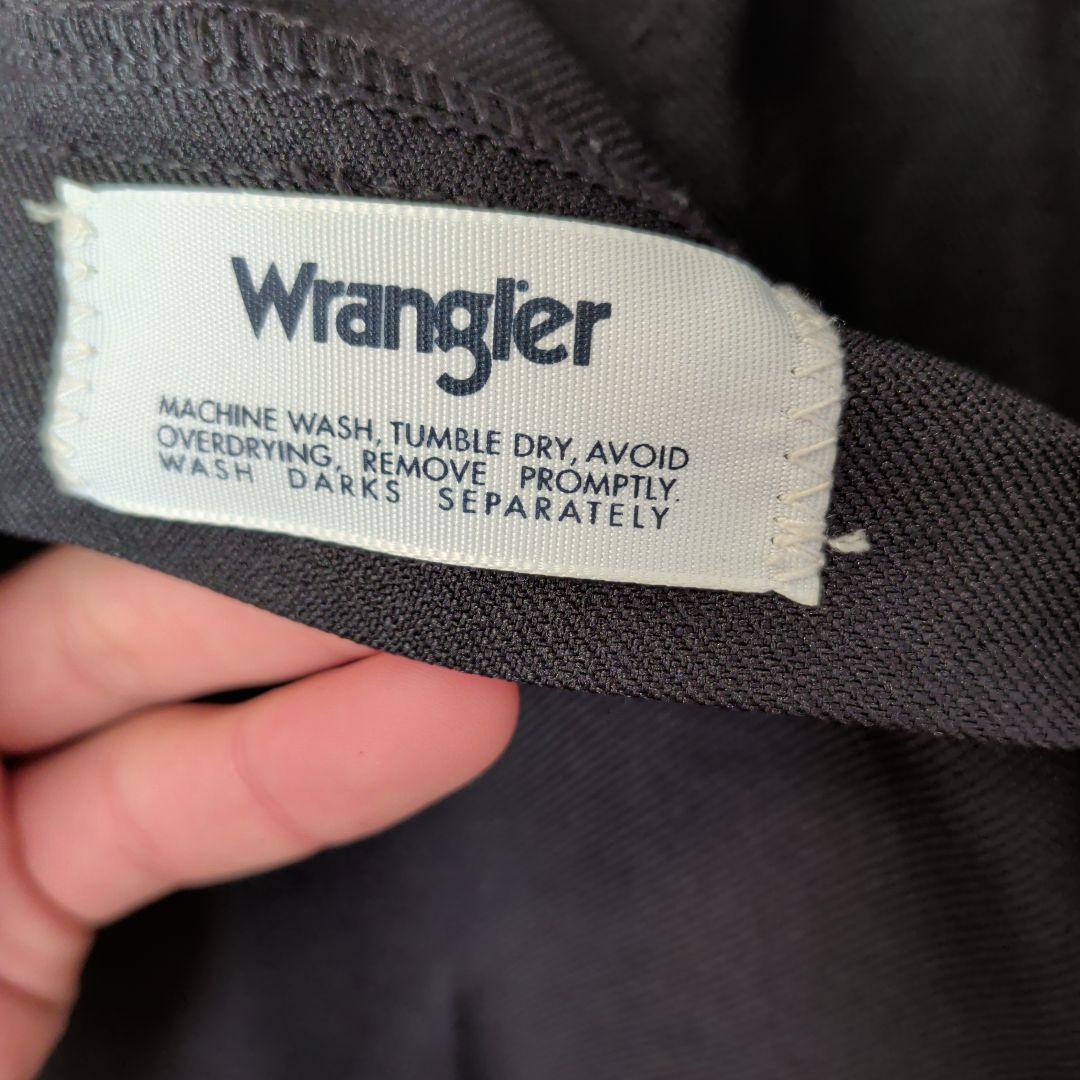 Wrangler
MACHINE WASH, TUMBLE DRY, AVOID
OVERDRYING, REMOVE PROMPTLY.
WASH DARKS SEPARATELY